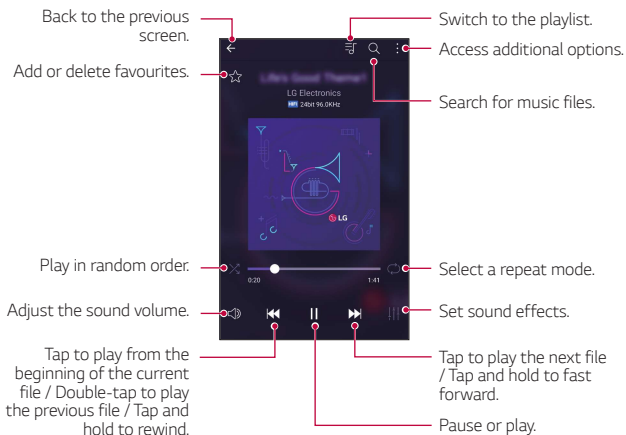 Back to the previous
screen.
Add or delete favourites.
Play in random order.
Adjust the sound volume.
Tap to play from the
beginning of the current
file / Double-tap to play
the previous file / Tap and
hold to rewind.
Life's Good Theme1
LG Electronics
HIFI 24bit 96.0KHz
LG
0:20
1:41
Switch to the playlist.
Access additional options.
Search for music files.
Select a repeat mode.
Set sound effects.
Tap to play the next file
/ Tap and hold to fast
forward.
Pause or play.